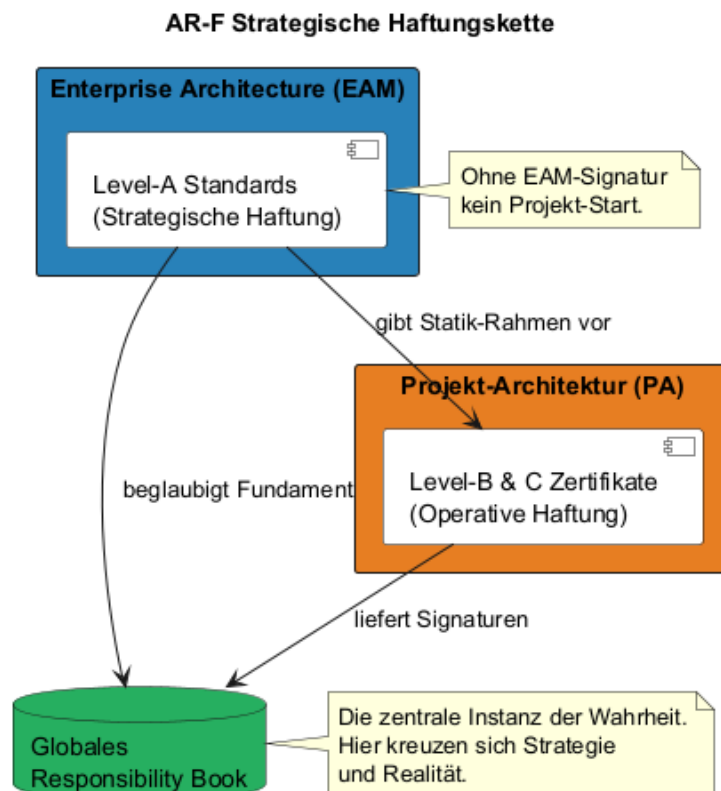 AR-F Strategische Haftungskette
Enterprise Architecture (EAM)
Level-A Standards
(Strategische Haftung)
Ohne EAM-Signatur
kein Projekt-Start.
gibt Statik-Rahmen vor
Projekt-Architektur (PA)
Level-B & C Zertifikate
(Operative Haftung)
beglaubigt Fundament
liefert Signaturen
Globales
Responsibility Book
Die zentrale Instanz der Wahrheit.
Hier kreuzen sich Strategie
und Realität.